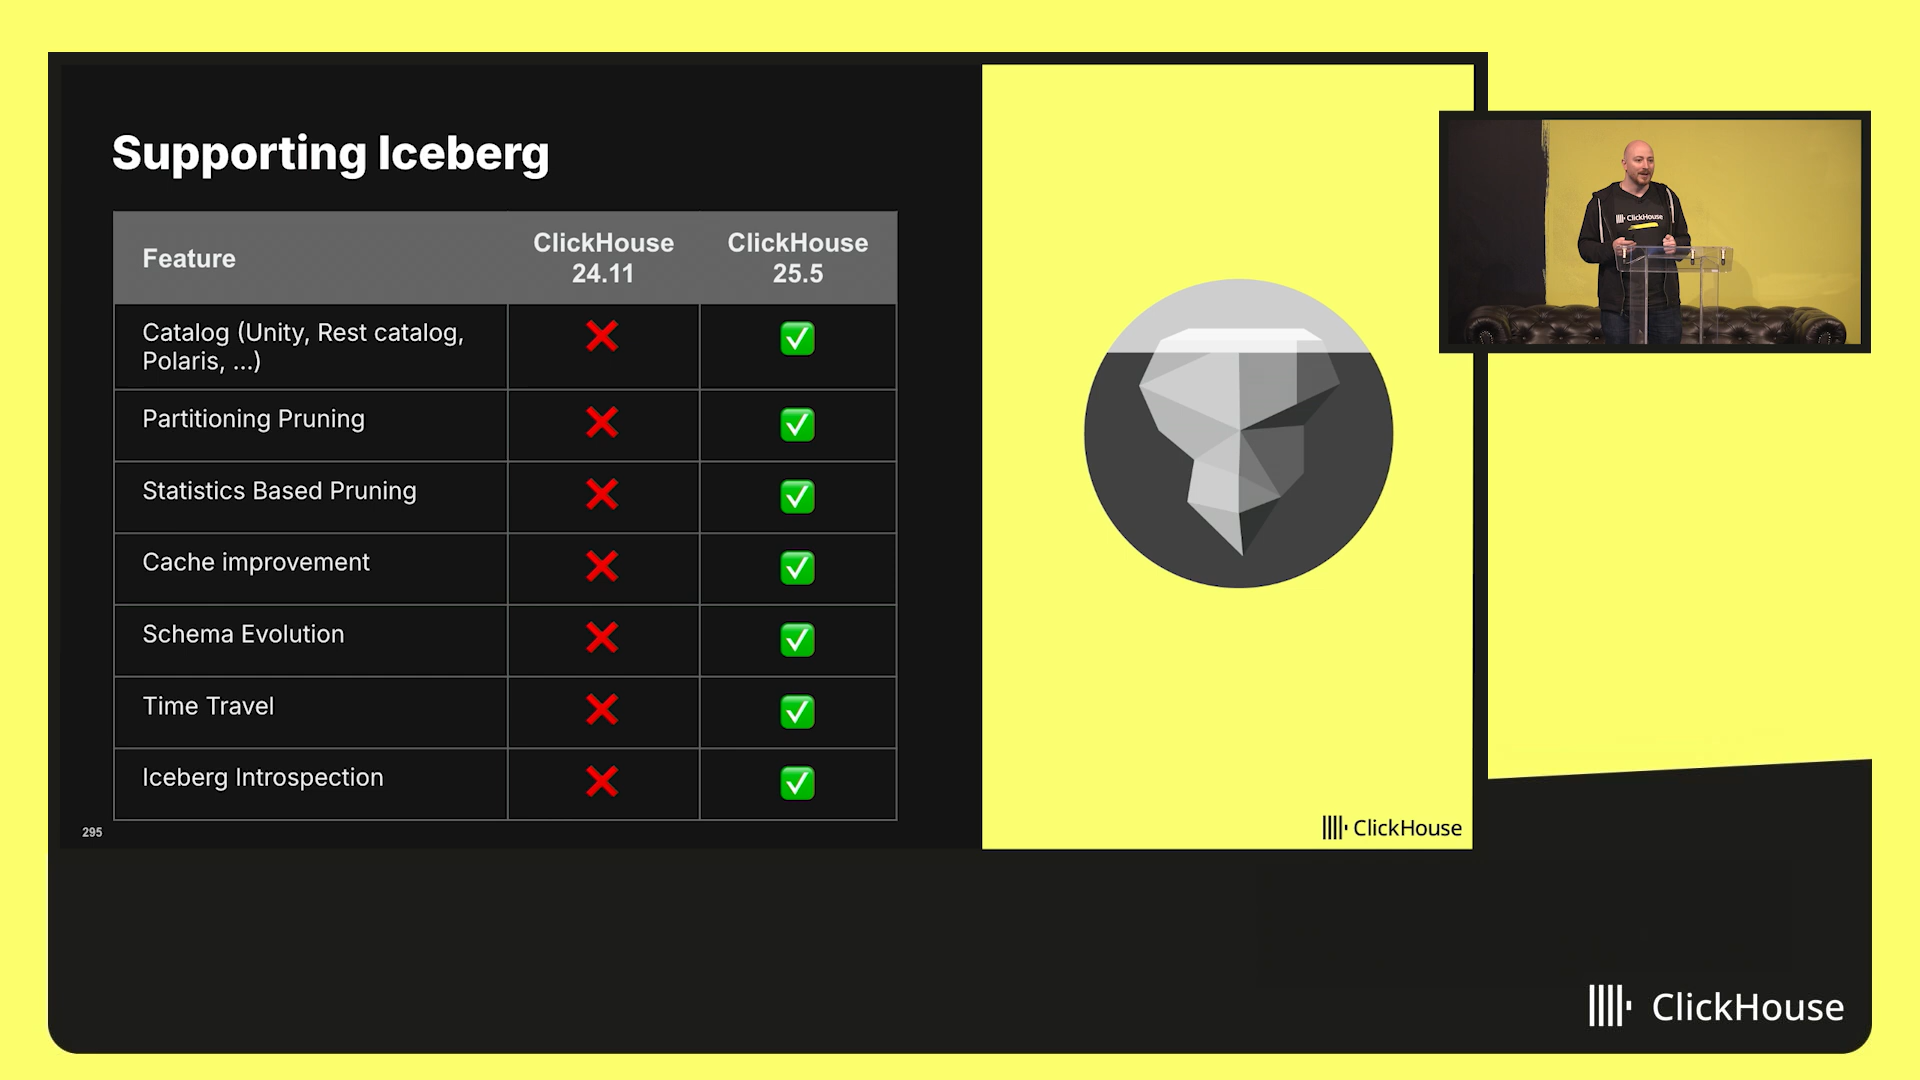 Supporting Iceberg
Feature
ClickHouse
24.11
ClickHouse
25.5
Catalog (Unity, Rest catalog,
Polaris, ...)
❌
✅
Partitioning Pruning
❌
✅
Statistics Based Pruning
❌
✅
Cache improvement
❌
✅
Schema Evolution
❌
✅
Time Travel
❌
✅
Iceberg Introspection
❌
✅
295
ClickHouse
ClickHouse
ClickHouse